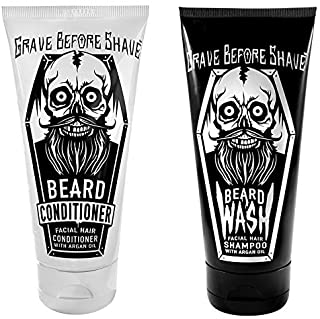 GRAVE BEFORE SHAVE
BEARD
CONDITIONER
FACIAL HAIR
CONDITIONER
WITH ARGAN OIL
GRAVE BEFORE SHAVE
BEARD
WASH
FACIAL HAIR
SHAMPOO
WITH ARGAN OIL